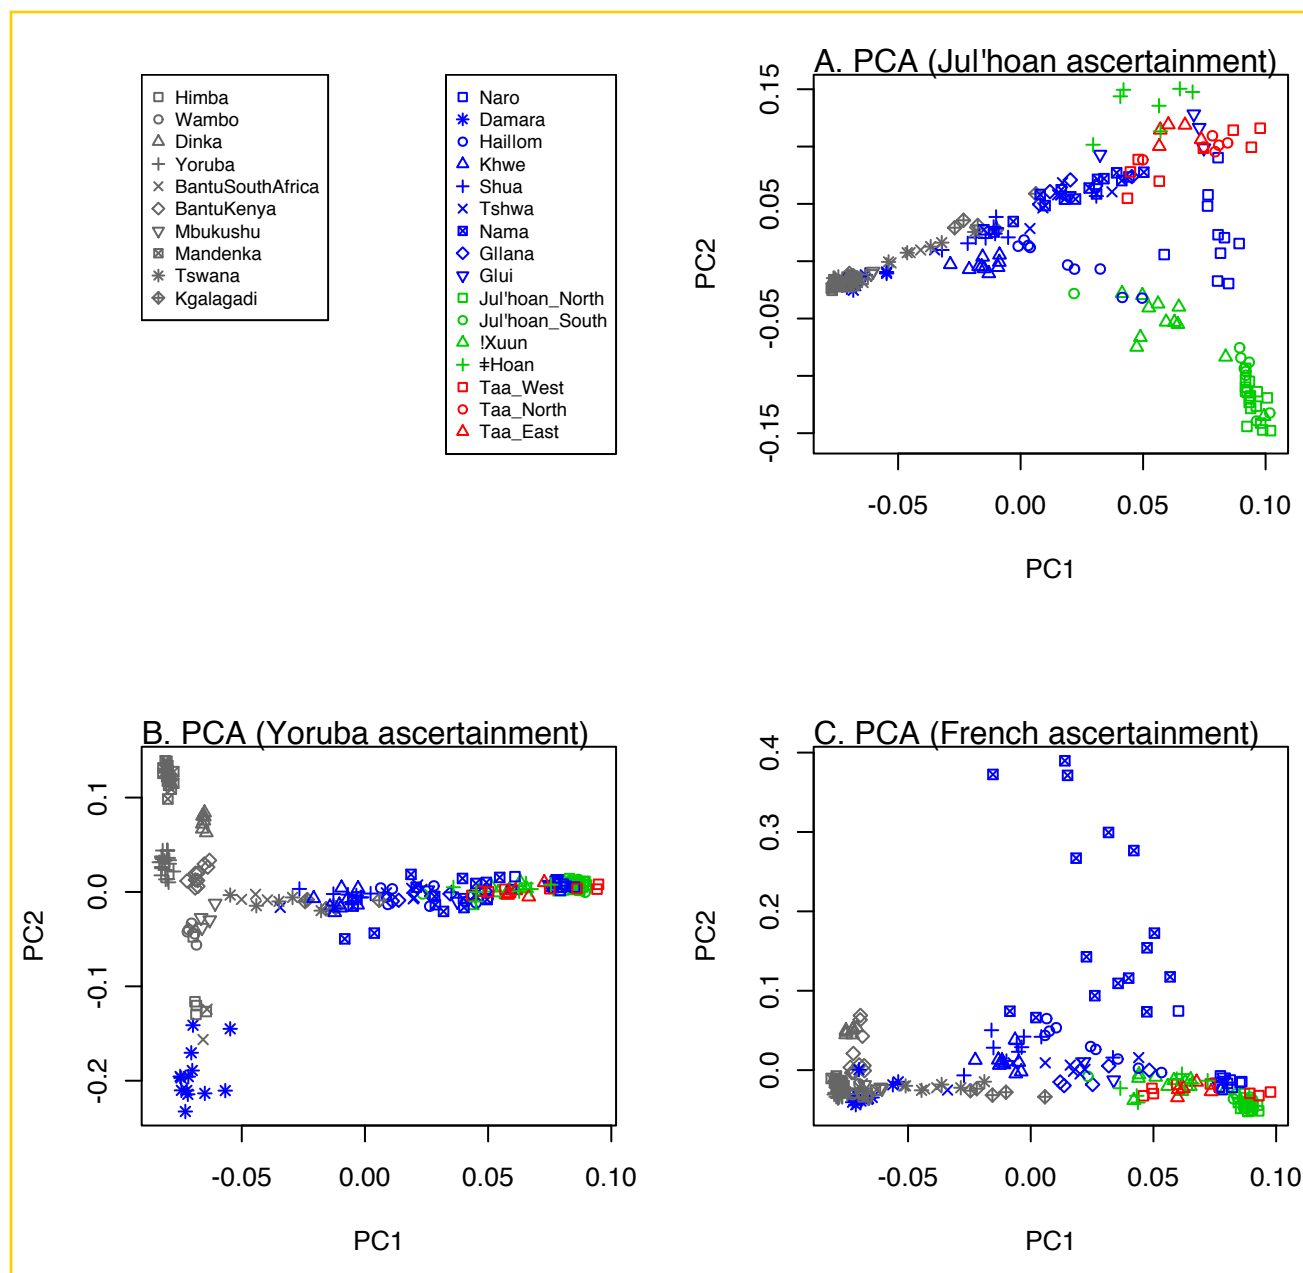 Himba
Wambo
Dinka
Yoruba
BantuSouthAfrica
BantuKenya
Mbukushu
Mandenka
Tswana
Kgalagadi
Naro
Damara
Haillom
Khwe
Shua
Tshwa
Nama
Gllana
Glui
Jul'hoan_North
Jul'hoan_South
!Xuun
ǂHoan
Taa_West
Taa_North
Taa_East
A. PCA (Jul'hoan ascertainment)
0.15
0.05
-0.05
-0.15
PC2
-0.05 0.00 0.05 0.10
PC1
B. PCA (Yoruba ascertainment)
0.1
0.0
-0.1
-0.2
PC2
-0.05 0.00 0.05 0.10
PC1
C. PCA (French ascertainment)
0.4
0.3
0.2
0.1
0.0
PC2
-0.05 0.00 0.05 0.10
PC1